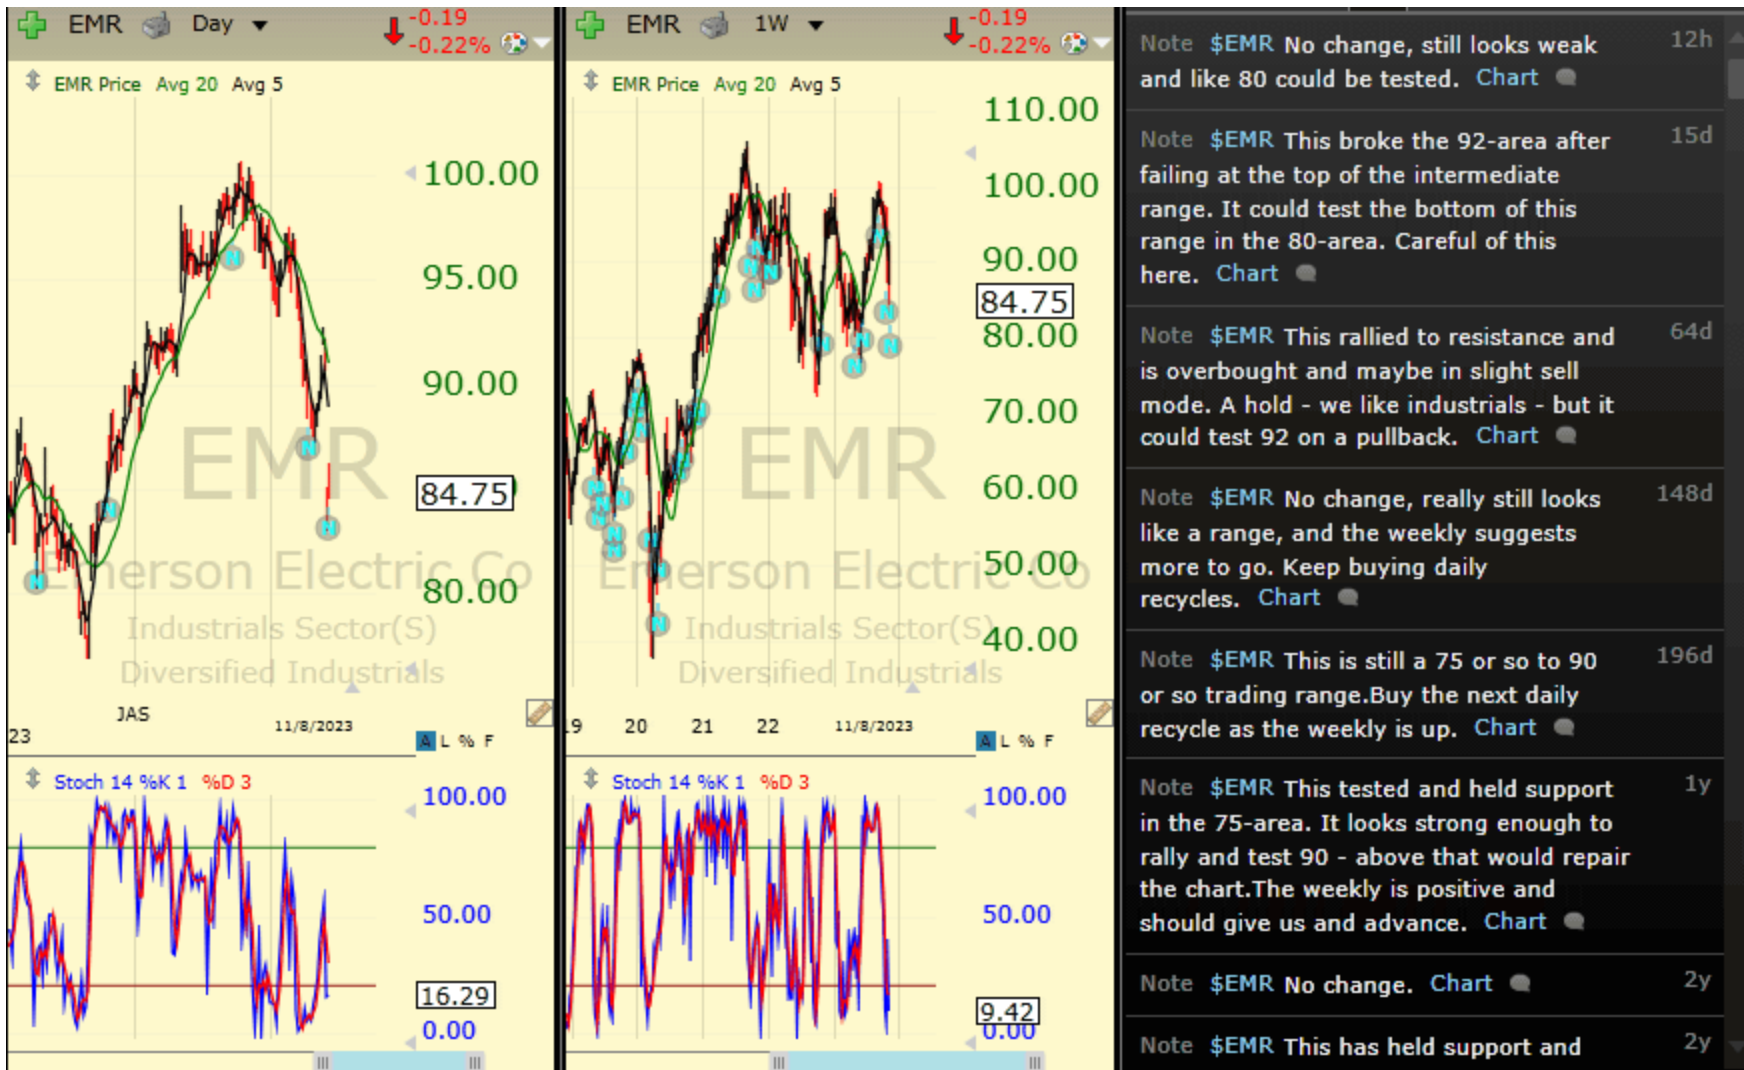 EMR Day
-0.19
-0.22%
EMR Price Avg 20 Avg 5
100.00
95.00
90.00
84.75
80.00
EMR
Emerson Electric Co
Industrials Sector(S)
Diversified Industrials
23 JAS 11/8/2023
A L % F
Stoch 14 %K 1 %D 3
100.00
50.00
16.29
0.00
EMR 1W
-0.19
-0.22%
EMR Price Avg 20 Avg 5
110.00
100.00
90.00
84.75
80.00
70.00
60.00
50.00
40.00
EMR
Emerson Electric Co
Industrials Sector(S)
Diversified Industrials
19 20 21 22 11/8/2023
A L % F
Stoch 14 %K 1 %D 3
100.00
50.00
9.42
0.00
Note $EMR No change, still looks weak 12h
and like 80 could be tested. Chart
Note $EMR This broke the 92-area after 15d
failing at the top of the intermediate
range. It could test the bottom of this
range in the 80-area. Careful of this
here. Chart
Note $EMR This rallied to resistance and 64d
is overbought and maybe in slight sell
mode. A hold - we like industrials - but it
could test 92 on a pullback. Chart
Note $EMR No change, really still looks 148d
like a range, and the weekly suggests
more to go. Keep buying daily
recycles. Chart
Note $EMR This is still a 75 or so to 90 196d
or so trading range.Buy the next daily
recycle as the weekly is up. Chart
Note $EMR This tested and held support 1y
in the 75-area. It looks strong enough to
rally and test 90 - above that would repair
the chart.The weekly is positive and
should give us and advance. Chart
Note $EMR No change. Chart 2y
Note $EMR This has held support and 2y